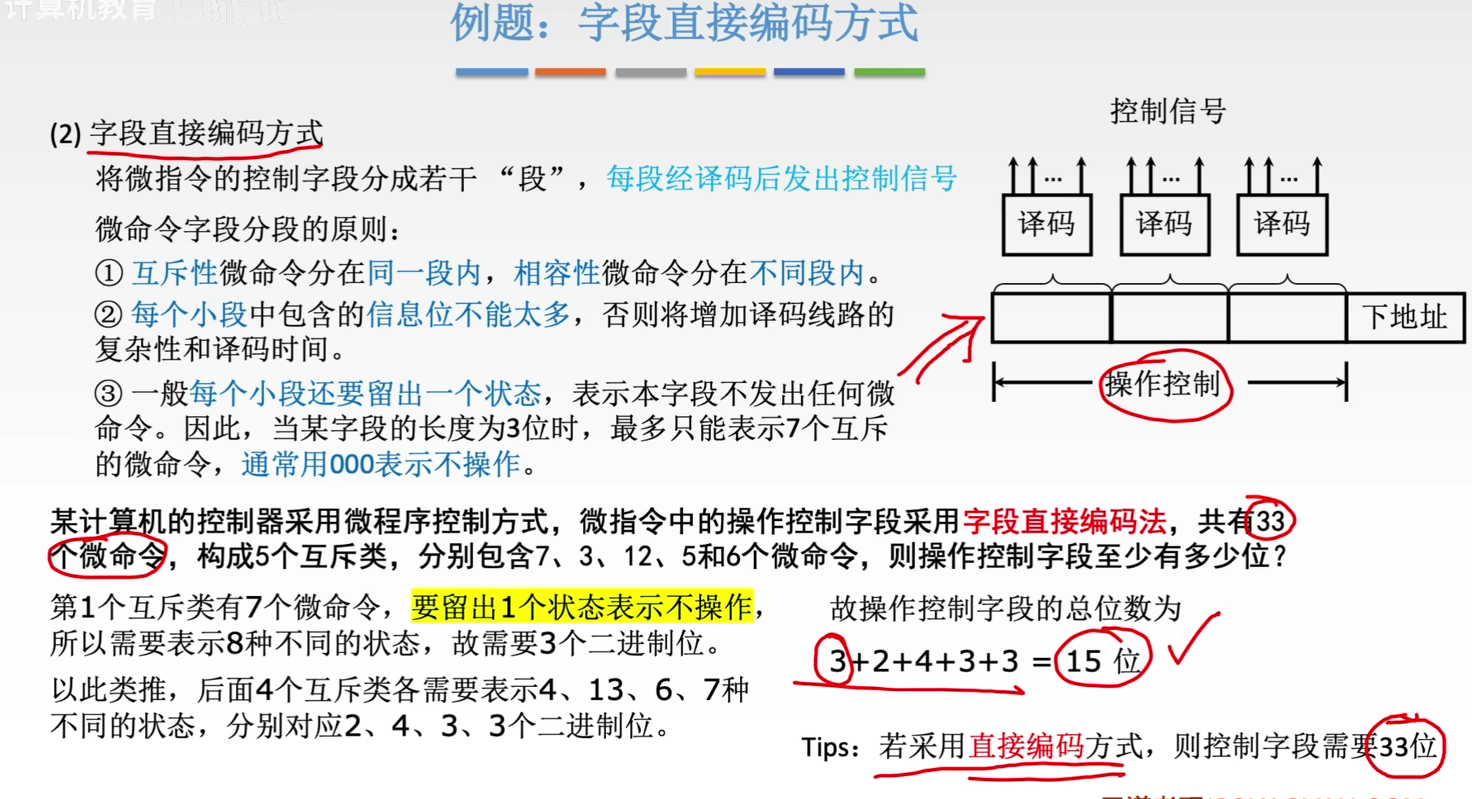 计算机教育
例题：字段直接编码方式
(2) 字段直接编码方式
将微指令的控制字段分成若干 “段”，每段经译码后发出控制信号
微命令字段分段的原则：
① 互斥性微命令分在同一段内，相容性微命令分在不同段内。
② 每个小段中包含的信息位不能太多，否则将增加译码线路的
复杂性和译码时间。
③ 一般每个小段还要留出一个状态，表示本字段不发出任何微
命令。因此，当某字段的长度为3位时，最多只能表示7个互斥
的微命令，通常用000表示不操作。
控制信号
... ... ...
译码 译码 译码
下地址
操作控制
某计算机的控制器采用微程序控制方式，微指令中的操作控制字段采用字段直接编码法，共有33
个微命令，构成5个互斥类，分别包含7、3、12、5和6个微命令，则操作控制字段至少有多少位？
第1个互斥类有7个微命令，要留出1个状态表示不操作，
所以需要表示8种不同的状态，故需要3个二进制位。
以此类推，后面4个互斥类各需要表示4、13、6、7种
不同的状态，分别对应2、4、3、3个二进制位。
故操作控制字段的总位数为
3+2+4+3+3 = 15 位
Tips：若采用直接编码方式，则控制字段需要33位